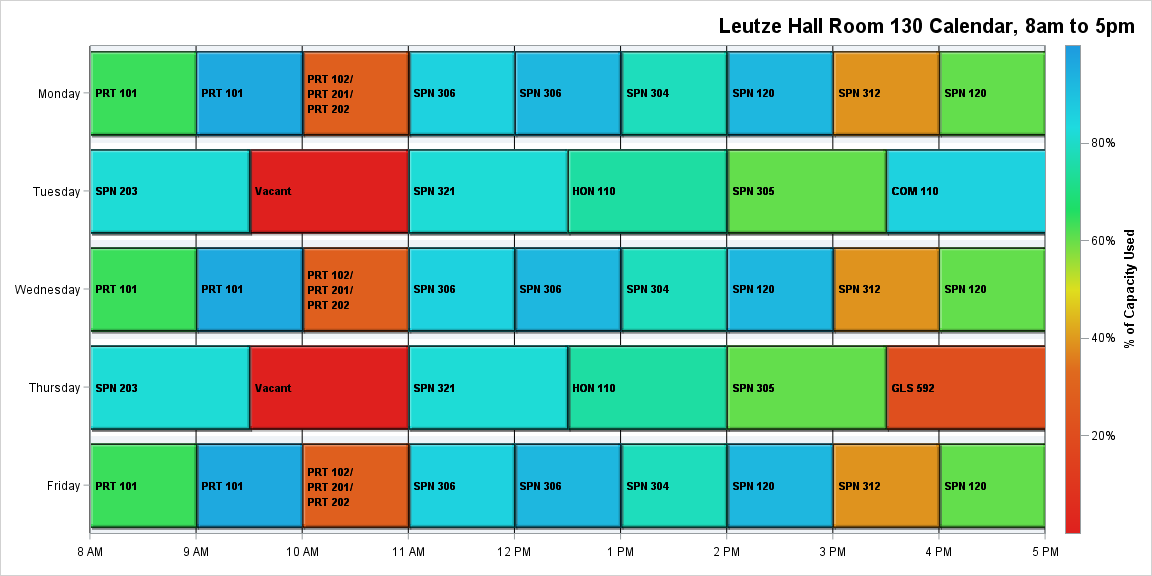 Leutze Hall Room 130 Calendar, 8am to 5pm
Monday
PRT 101
PRT 101
PRT 102/
PRT 201/
PRT 202
SPN 306
SPN 306
SPN 304
SPN 120
SPN 312
SPN 120
Tuesday
SPN 203
Vacant
SPN 321
HON 110
SPN 305
COM 110
Wednesday
PRT 101
PRT 101
PRT 102/
PRT 201/
PRT 202
SPN 306
SPN 306
SPN 304
SPN 120
SPN 312
SPN 120
Thursday
SPN 203
Vacant
SPN 321
HON 110
SPN 305
GLS 592
Friday
PRT 101
PRT 101
PRT 102/
PRT 201/
PRT 202
SPN 306
SPN 306
SPN 304
SPN 120
SPN 312
SPN 120
8 AM
9 AM
10 AM
11 AM
12 PM
1 PM
2 PM
3 PM
4 PM
5 PM
80%
60%
40%
20%
% of Capacity Used